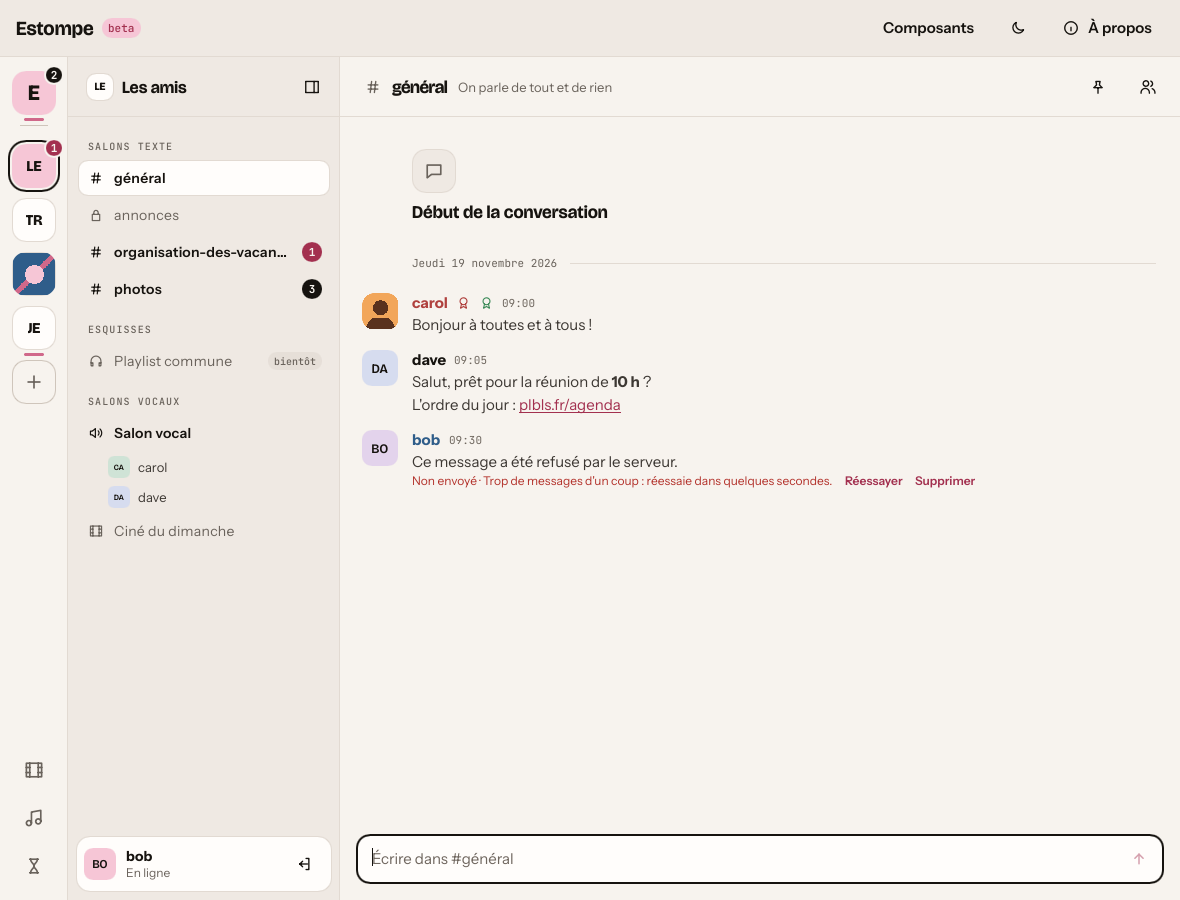 Estompe beta
Composants
À propos
E 2
LE 1
TR
JE
LE Les amis
SALONS TEXTE
# général
annonces
# organisation-des-vacan... 1
# photos 3
ESQUISSES
Playlist commune bientôt
SALONS VOCAUX
Salon vocal
CA carol
DA dave
Ciné du dimanche
BO bob
En ligne
# général On parle de tout et de rien
Début de la conversation
Jeudi 19 novembre 2026
carol 09:00
Bonjour à toutes et à tous !
DA dave 09:05
Salut, prêt pour la réunion de 10 h ?
L'ordre du jour : plbls.fr/agenda
BO bob 09:30
Ce message a été refusé par le serveur.
Non envoyé · Trop de messages d'un coup : réessaie dans quelques secondes. Réessayer Supprimer
Écrire dans #général